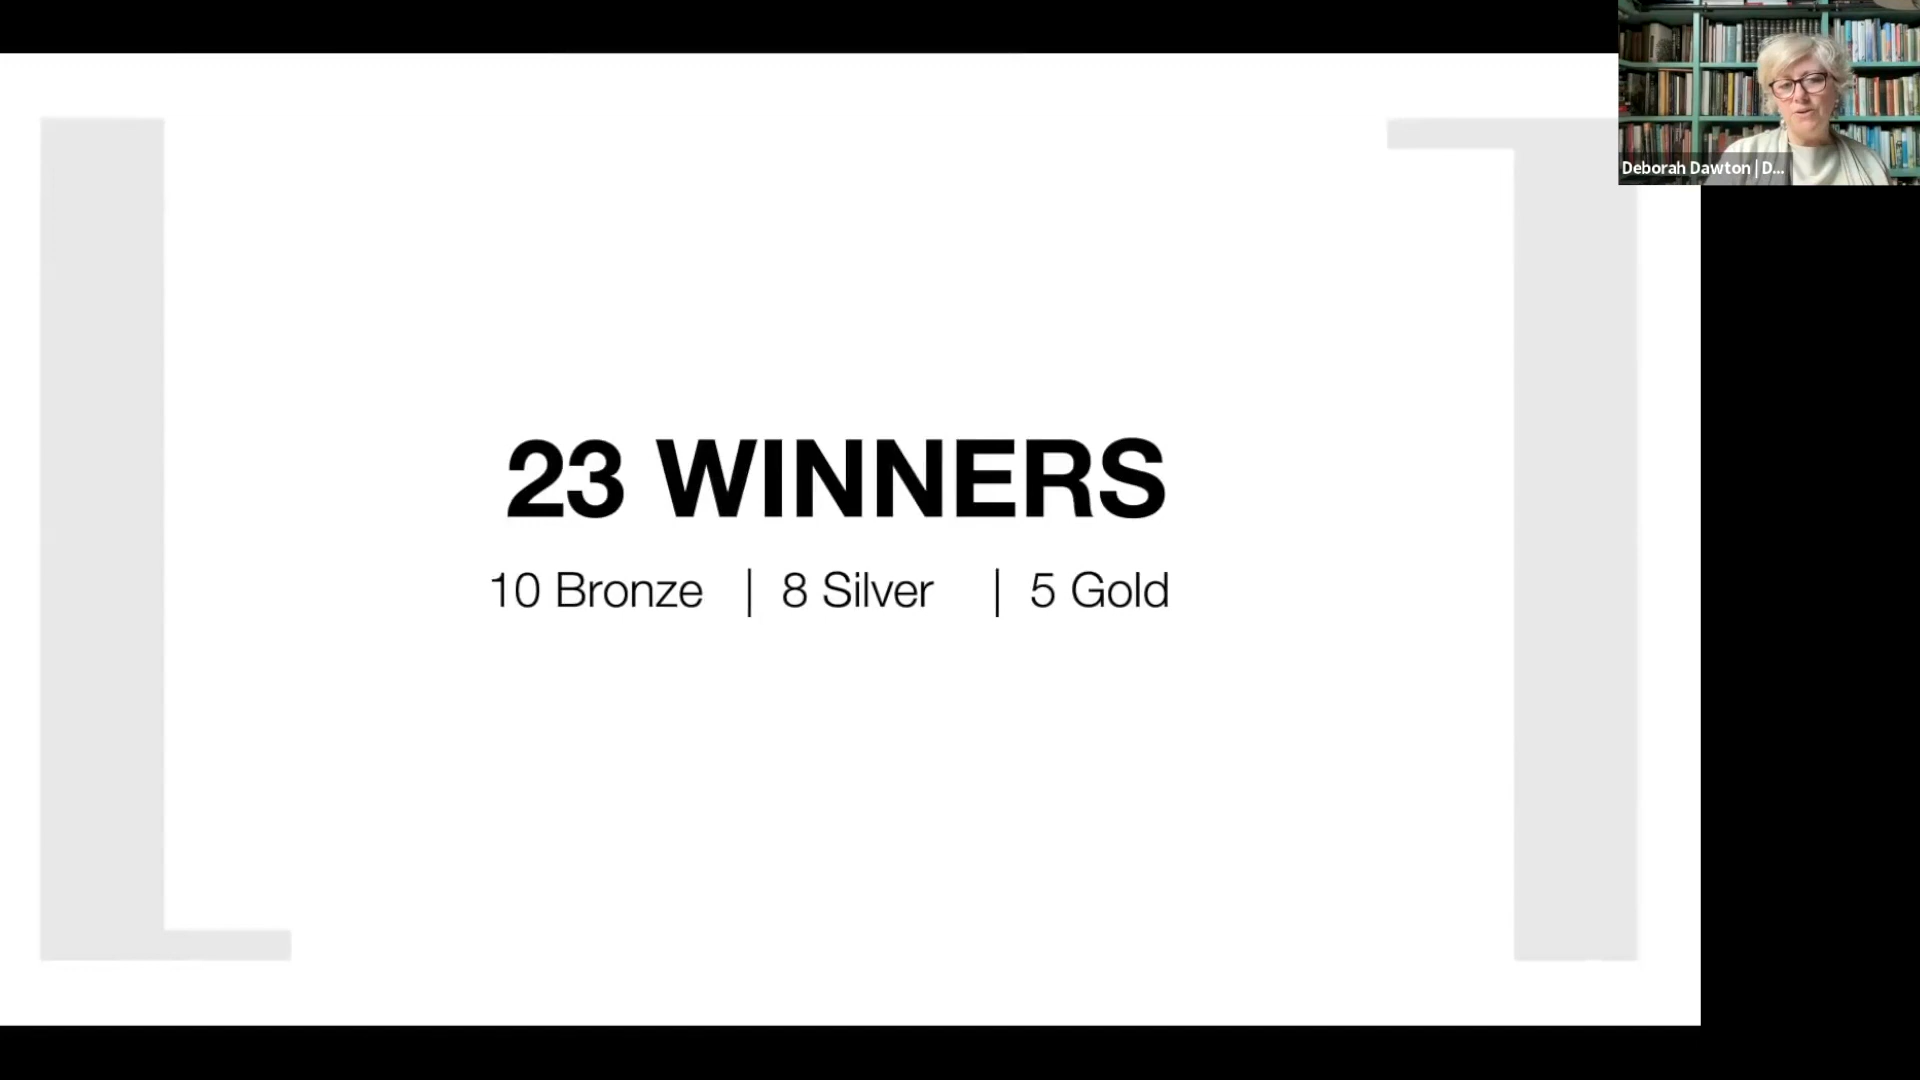 23 WINNERS
10 Bronze | 8 Silver | 5 Gold
Deborah Dawton | D...